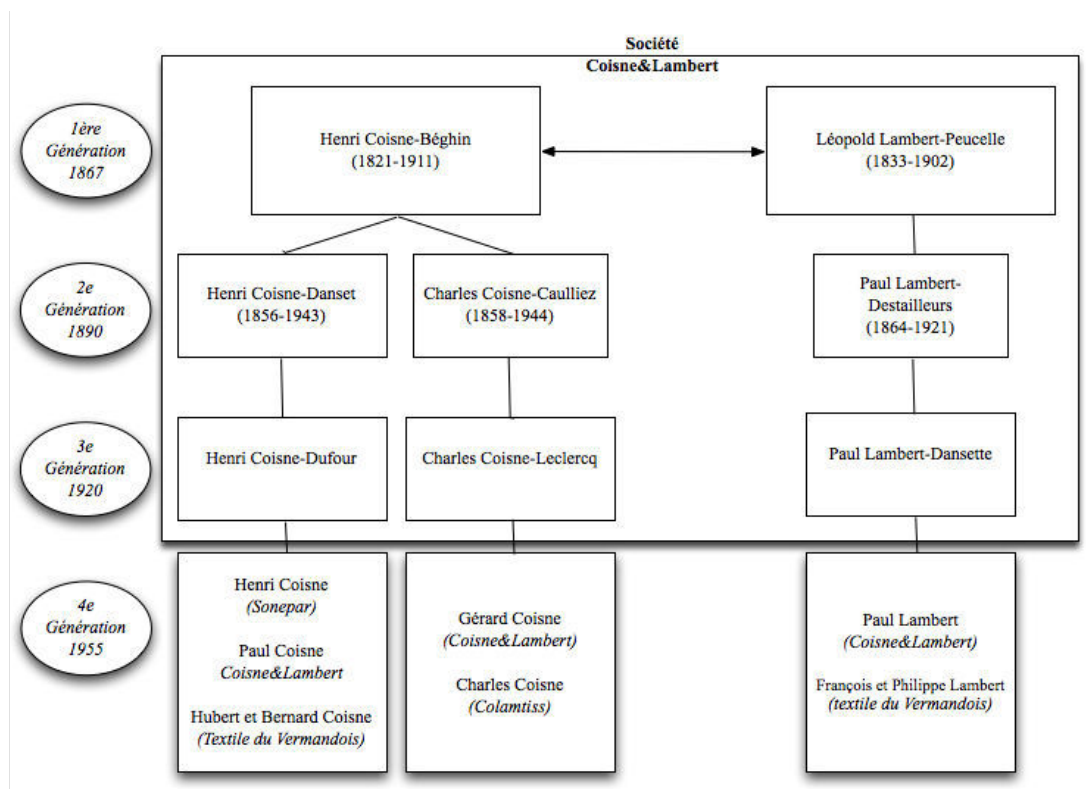 Société
Coisne&Lambert
1ère
Génération
1867
Henri Coisne-Béghin
(1821-1911)
Léopold Lambert-Peucelle
(1833-1902)
2e
Génération
1890
Henri Coisne-Danset
(1856-1943)
Charles Coisne-Caulliez
(1858-1944)
Paul Lambert-
Destailleurs
(1864-1921)
3e
Génération
1920
Henri Coisne-Dufour
Charles Coisne-Leclercq
Paul Lambert-Dansette
4e
Génération
1955
Henri Coisne
(Sonepar)
Paul Coisne
Coisne&Lambert
Hubert et Bernard Coisne
(Textile du Vermandois)
Gérard Coisne
(Coisne&Lambert)
Charles Coisne
(Colamtiss)
Paul Lambert
(Coisne&Lambert)
François et Philippe Lambert
(textile du Vermandois)